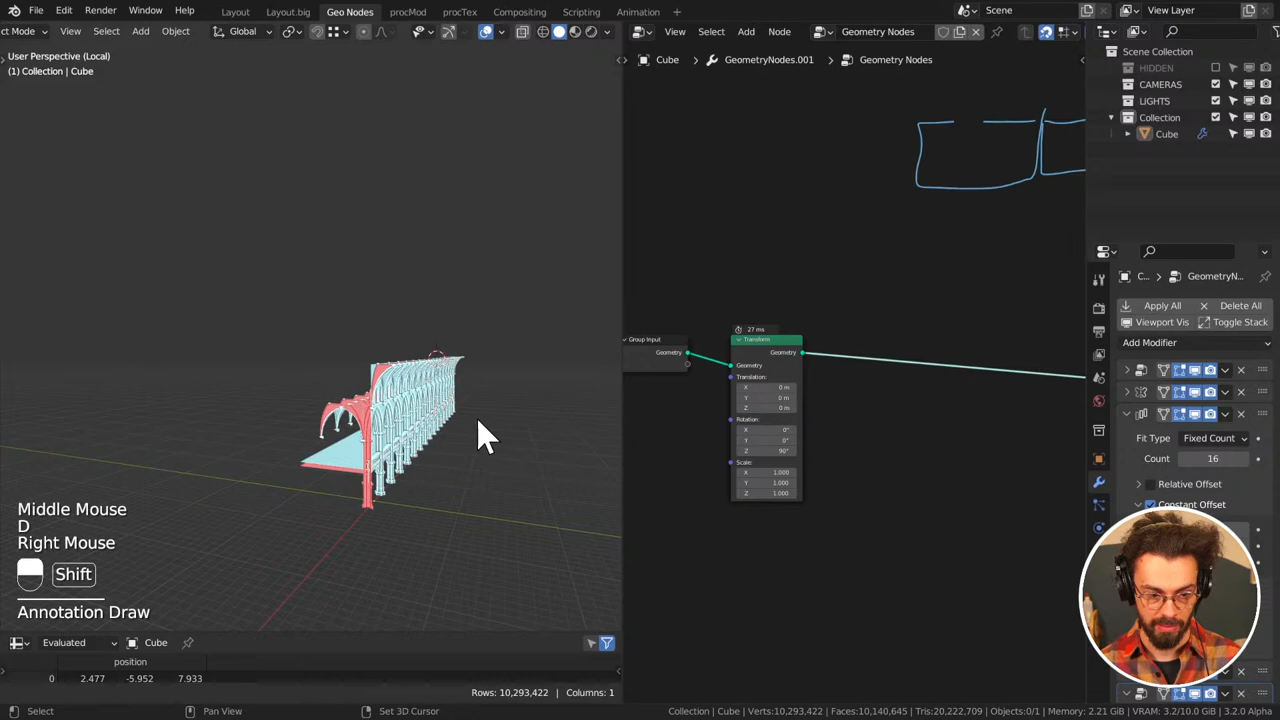 File Edit Render Window Help Layout Layout.big Geo Nodes procMod procTex Compositing Scripting Animation + Scene View Layer
ct Mode View Select Add Object Global View Select Add Node Geometry Nodes
User Perspective (Local)
(1) Collection | Cube
Cube > GeometryNodes.001 > Geometry Nodes
Scene Collection
HIDDEN
CAMERAS
LIGHTS
Collection
Cube
C... > GeometryN...
Apply All Delete All
Viewport Vis Toggle Stack
Add Modifier
Fit Type Fixed Count
Count 16
Relative Offset
Constant Offset
27 ms
Group Input
Geometry
Transform
Geometry
Geometry
Translation:
X 0 m
Y 0 m
Z 0 m
Rotation:
X 0°
Y 0°
Z 90°
Scale:
X 1.000
Y 1.000
Z 1.000
Middle Mouse
D
Right Mouse
Shift
Annotation Draw
Evaluated Cube
position
0 2.477 -5.952 7.933
Rows: 10,293,422 | Columns: 1
Select Pan View Set 3D Cursor Collection | Cube | Verts:10,293,422 | Faces:10,140,645 | Tris:20,222,709 | Objects:0/1 | Memory: 2.21 GiB | VRAM: 3.2/10.0 GiB | 3.2.0 Alpha